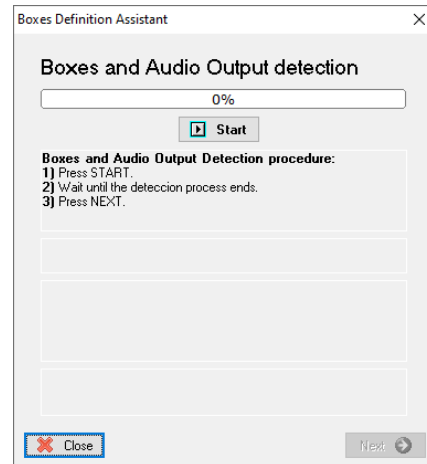 Boxes Definition Assistant
Boxes and Audio Output detection
0%
Start
Boxes and Audio Output Detection procedure:
1) Press START.
2) Wait until the deteccion process ends.
3) Press NEXT.
Close
Next